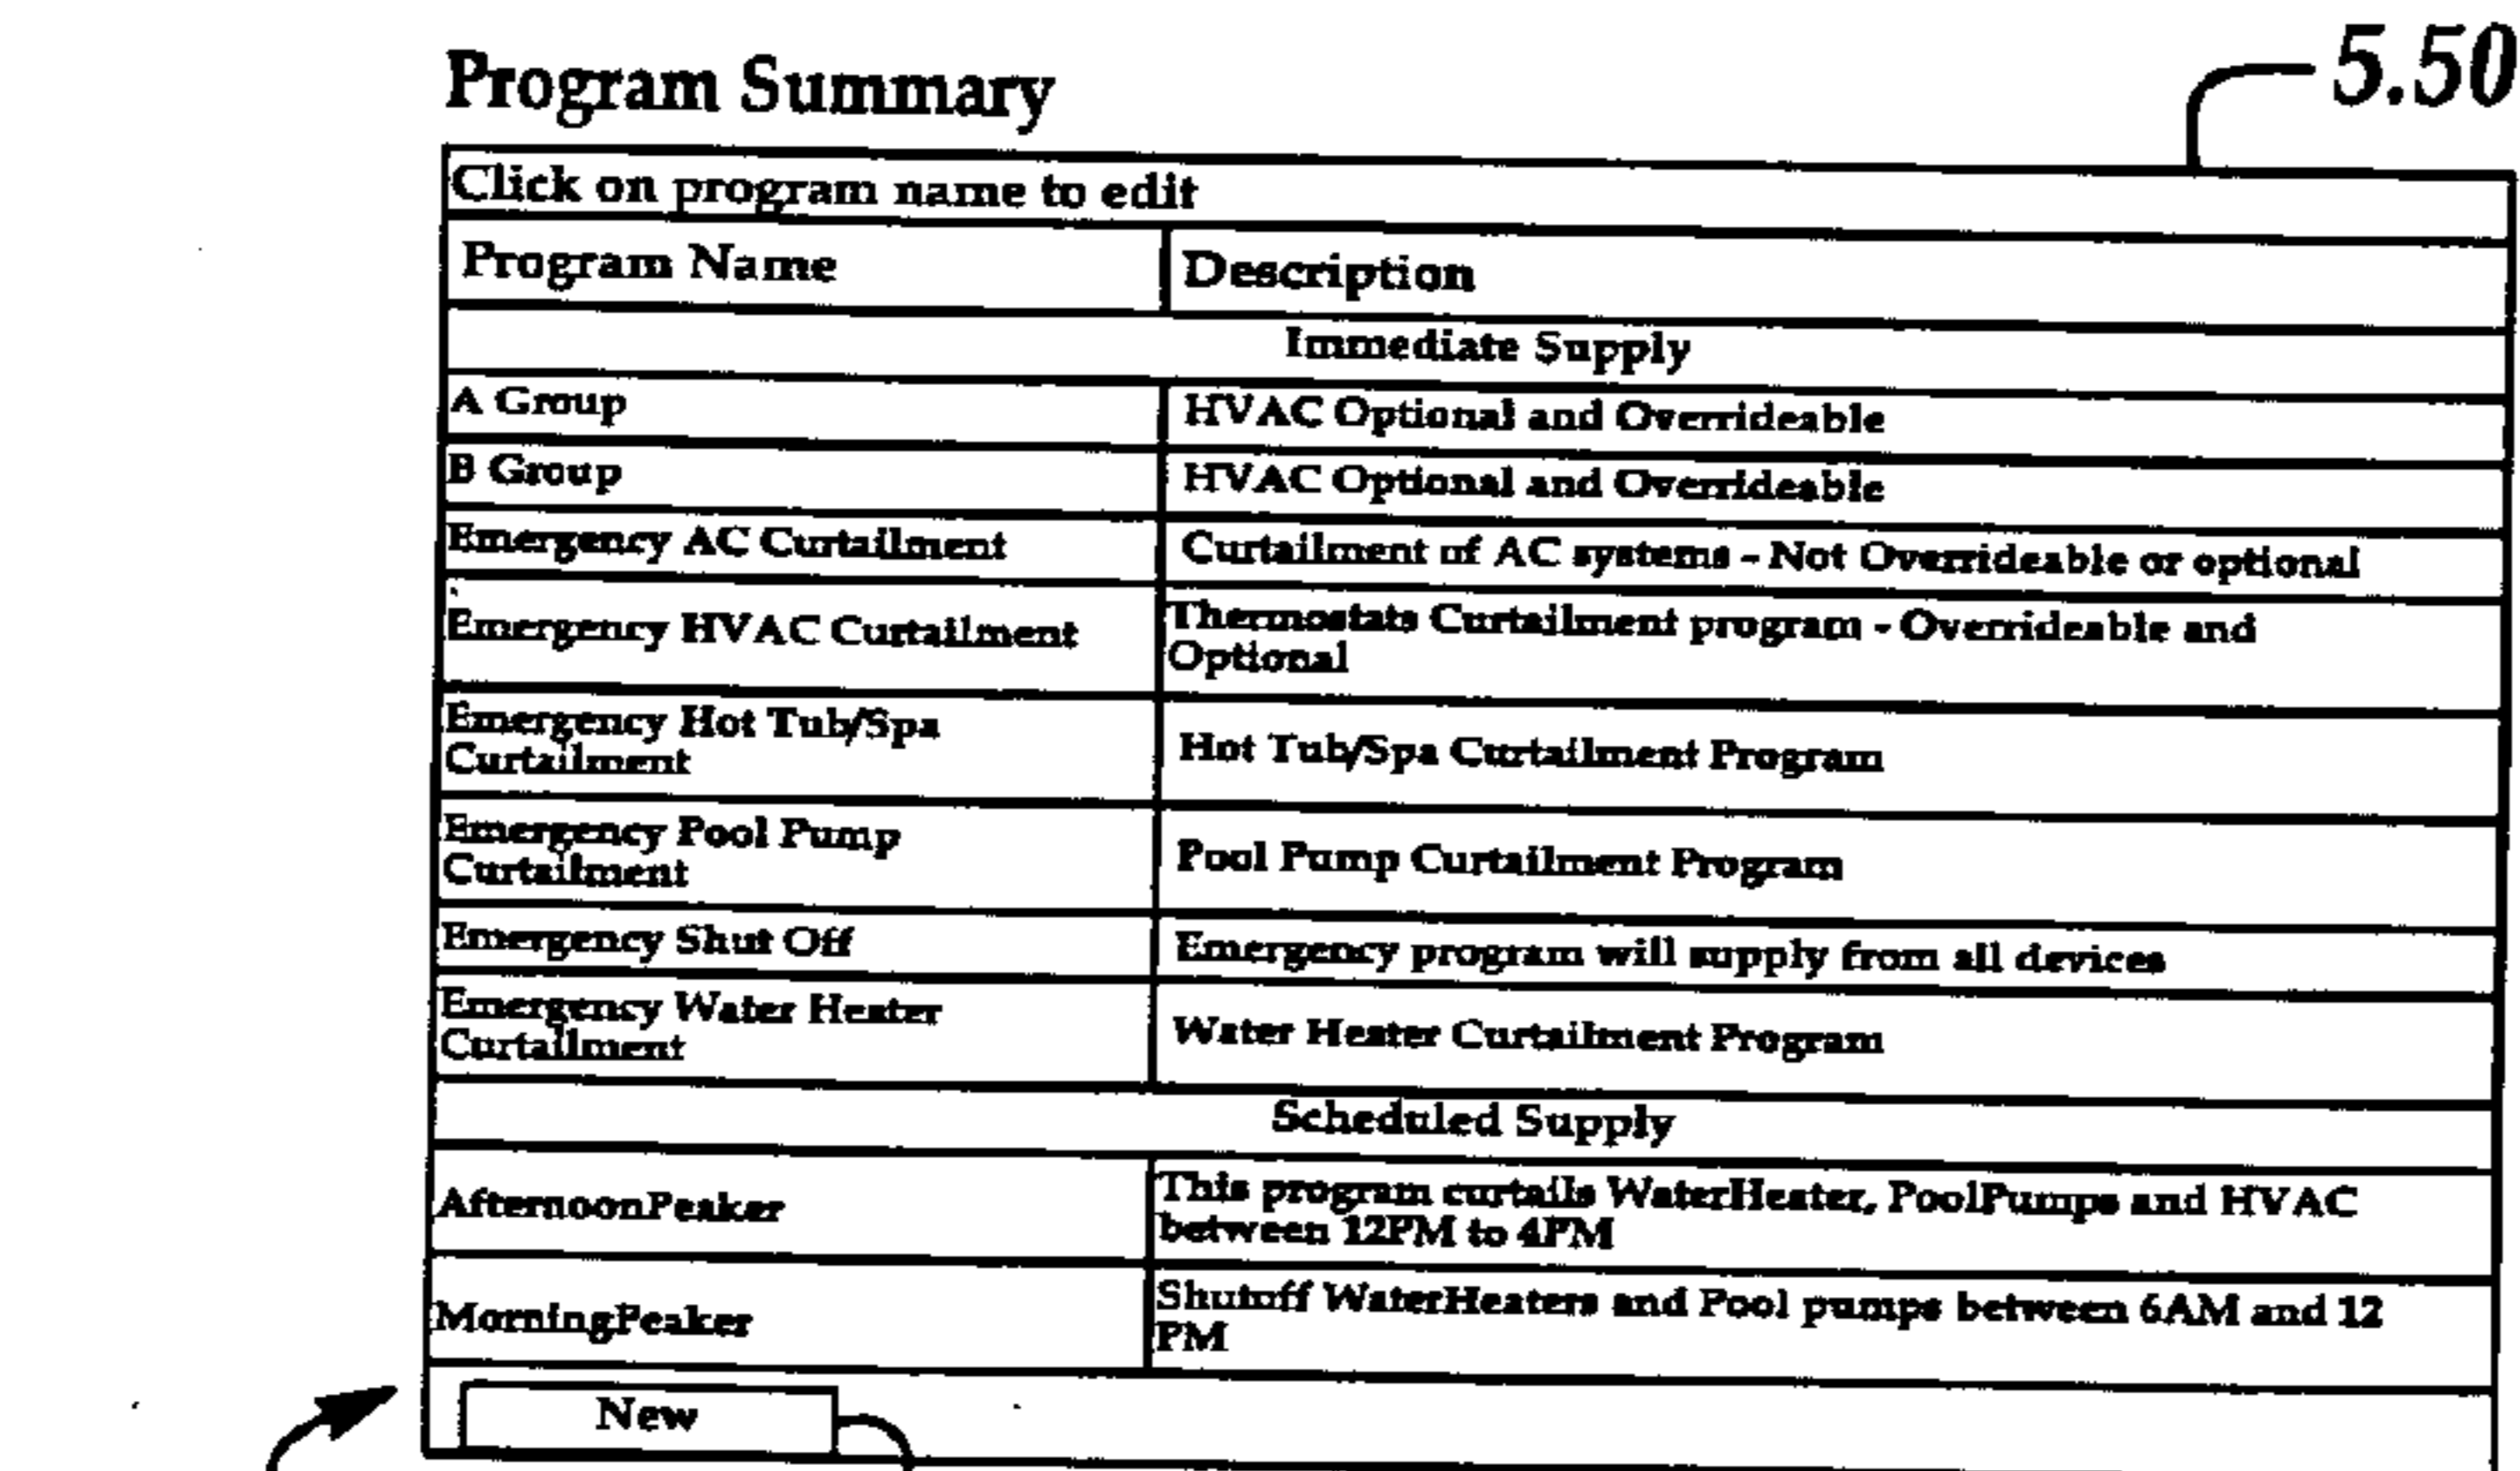 5.50
Program Summary
Click on program name to edit
Program Name
Description
Immediate Supply
A Group
HVAC Optional and Overrideable
B Group
HVAC Optional and Overrideable
Emergency AC Curtailment
Curtailment of AC systems - Not Overrideable or optional
Emergency HVAC Curtailment
Thermostats Curtailment program - Overrideable and
Optional
Emergency Hot Tub/Spa
Curtailment
Hot Tub/Spa Curtailment Program
Emergency Pool Pump
Curtailment
Pool Pump Curtailment Program
Emergency Shut Off
Emergency program will supply from all devices
Emergency Water Heater
Curtailment
Water Heater Curtailment Program
Scheduled Supply
AfternoonPeaker
This program curtails WaterHeater, PoolPumps and HVAC
between 12PM to 4PM
MorningPeaker
Shutoff WaterHeaters and Pool pumps between 6AM and 12
PM
New